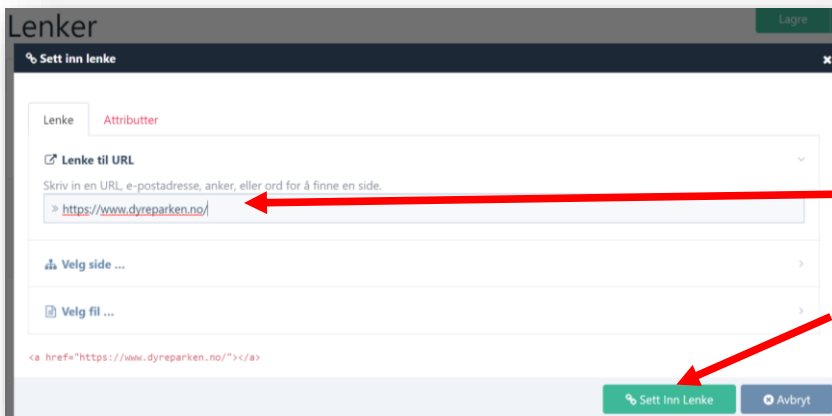 Lenker
Lagre
Sett inn lenke
Lenke Attributter
Lenke til URL
Skriv in en URL, e-postadresse, anker, eller ord for å finne en side.
» https://www.dyreparken.no/
Velg side ...
Velg fil ...
<a href="https://www.dyreparken.no/"></a>
Sett Inn Lenke Avbryt